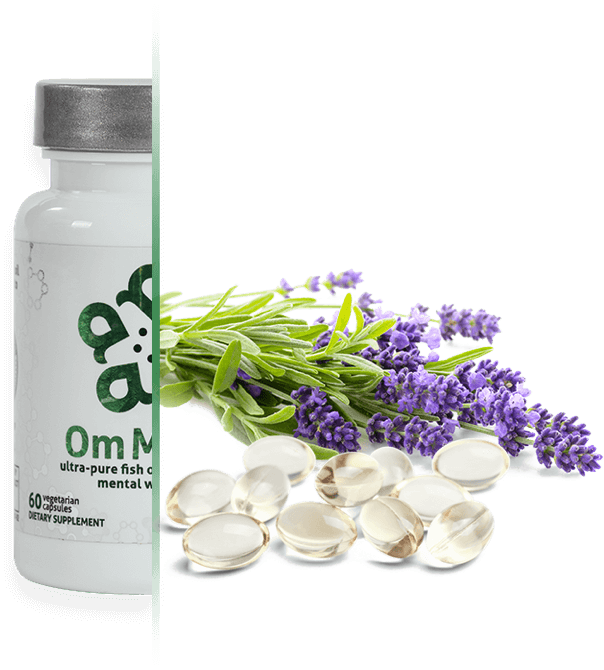 Om M
ultra-pure fish o
mental w
60 vegetarian
capsules
DIETARY SUPPLEMENT